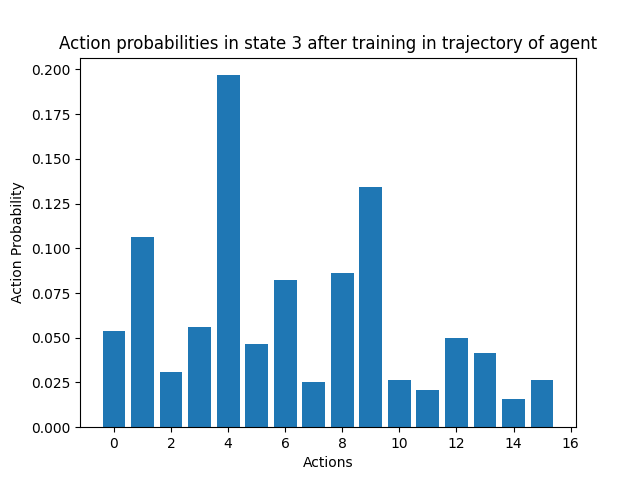 Action probabilities in state 3 after training in trajectory of agent
0.200
0.175
0.150
0.125
0.100
0.075
0.050
0.025
0.000
Action Probability
0 2 4 6 8 10 12 14 16
Actions